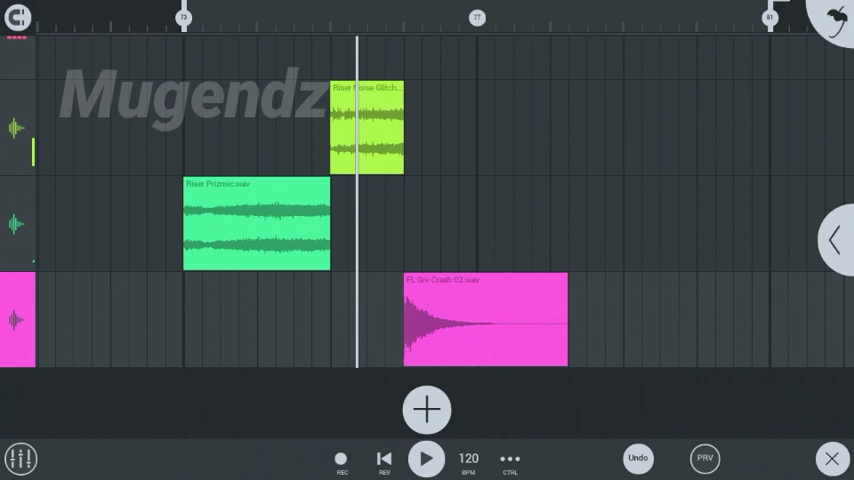 73
77
81
Mugendz
Riser Noise Glitch...
Riser Prizmic.wav
FL Grv Crash 02.wav
REC
REV
120
BPM
CTRL
Undo
PRV